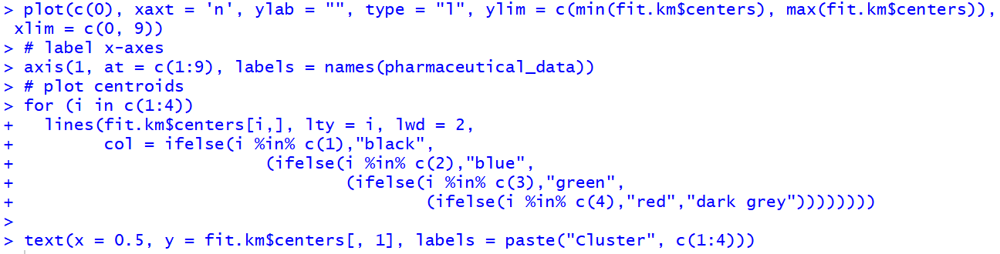 > plot(c(0), xaxt = 'n', ylab = "", type = "l", ylim = c(min(fit.km$centers), max(fit.km$centers)),
 xlim = c(0, 9))
> # label x-axes
> axis(1, at = c(1:9), labels = names(pharmaceutical_data))
> # plot centroids
> for (i in c(1:4))
+   lines(fit.km$centers[i,], lty = i, lwd = 2,
+         col = ifelse(i %in% c(1),"black",
+                      (ifelse(i %in% c(2),"blue",
+                              (ifelse(i %in% c(3),"green",
+                                      (ifelse(i %in% c(4),"red","dark grey"))))))))
>
> text(x = 0.5, y = fit.km$centers[, 1], labels = paste("Cluster", c(1:4)))